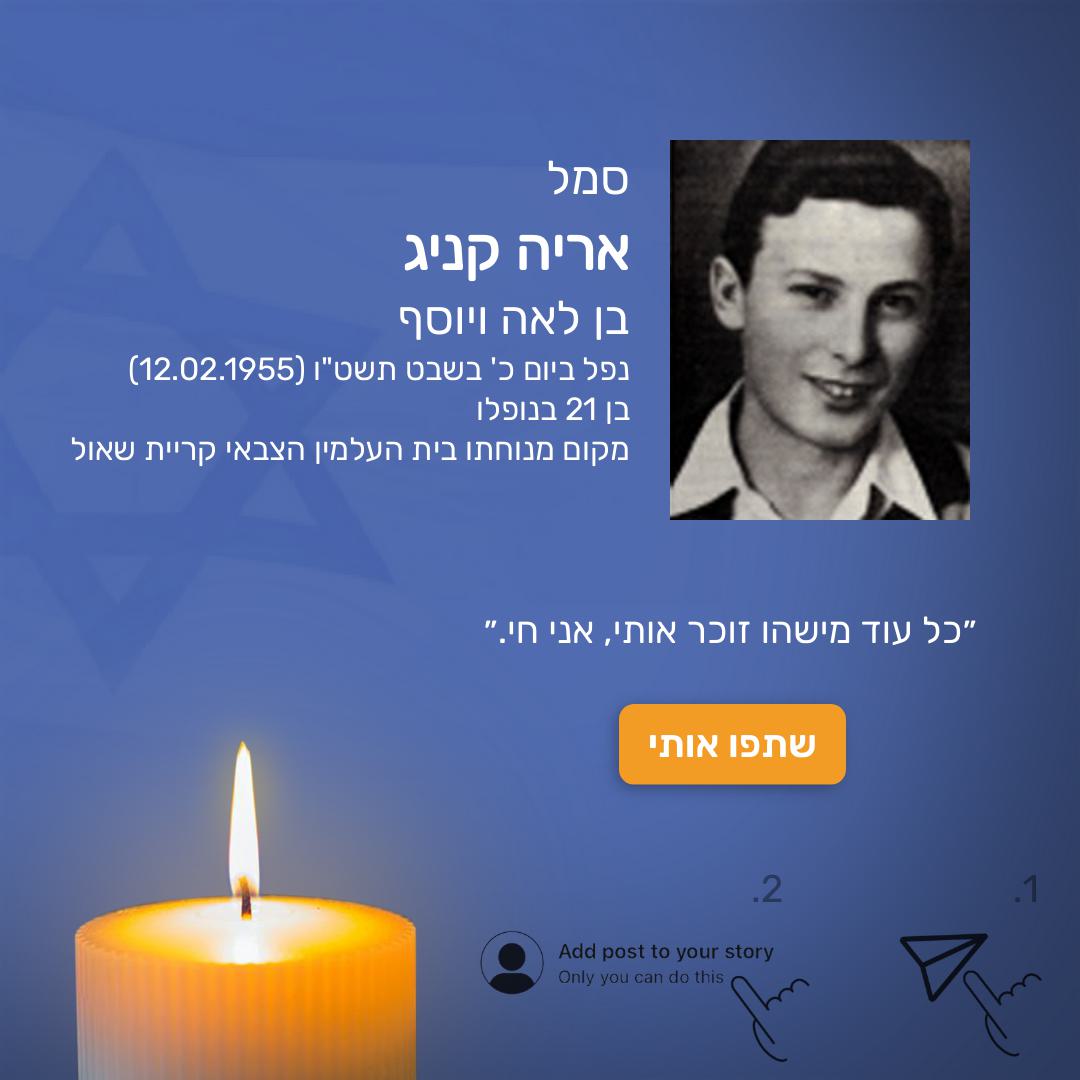 סמל
אריה קניג
בן לאה ויוסף
נפל ביום כ' בשבט תשט"ו (12.02.1955)
בן 21 בנופלו
מקום מנוחתו בית העלמין הצבאי קריית שאול
״כל עוד מישהו זוכר אותי, אני חי.״
שתפו אותי
.1
.2
Add post to your story
Only you can do this